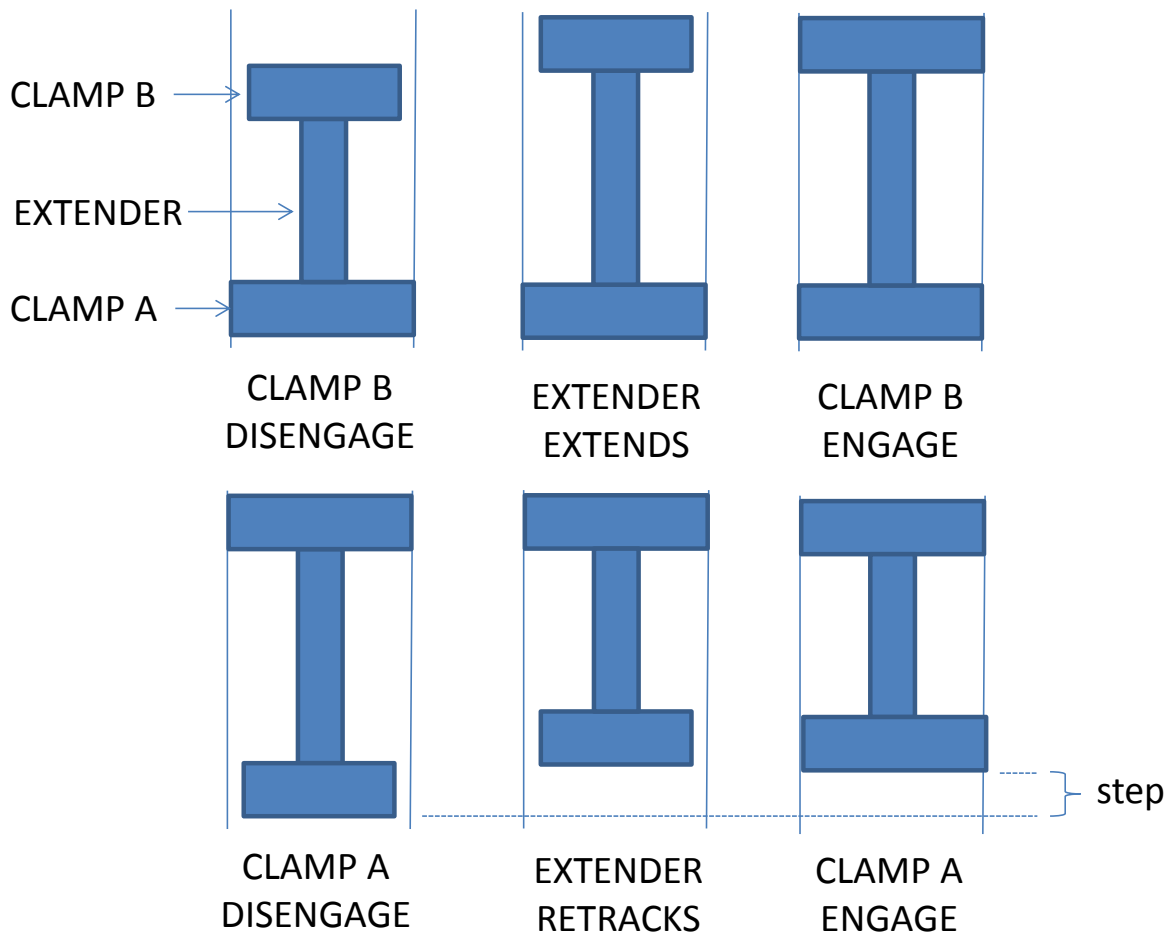 CLAMP B
EXTENDER
CLAMP A
CLAMP B
DISENGAGE
EXTENDER
EXTENDS
CLAMP B
ENGAGE
step
CLAMP A
DISENGAGE
EXTENDER
RETRACKS
CLAMP A
ENGAGE